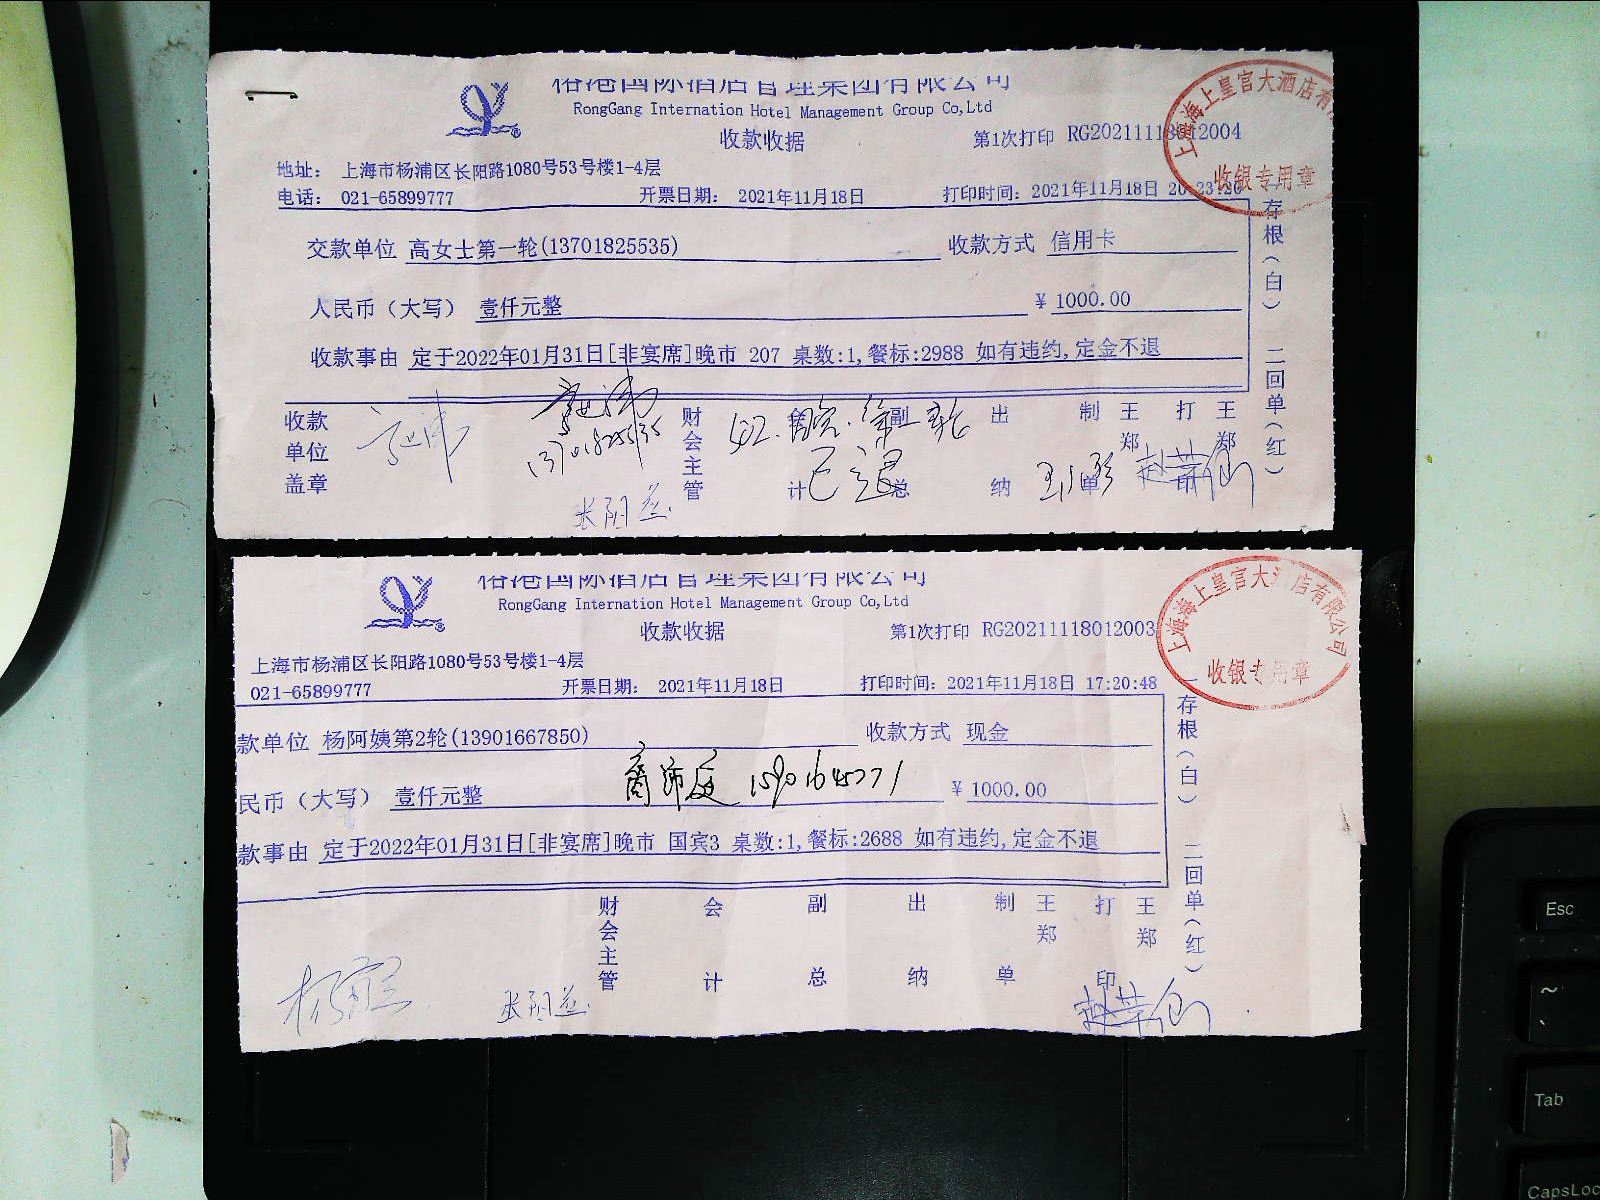 榕港国际酒店管理集团有限公司
RongGang Internation Hotel Management Group Co,Ltd
收款收据
第1次打印 RG20211118012004
地址： 上海市杨浦区长阳路1080号53号楼1-4层
电话： 021-65899777 开票日期： 2021年11月18日 打印时间：2021年11月18日 20:23:20
交款单位 高女士第一轮(13701825535) 收款方式 信用卡
人民币（大写） 壹仟元整 ￥ 1000.00
收款事由 定于2022年01月31日[非宴席]晚市 207 桌数:1,餐标:2988 如有违约,定金不退
一存根（白） 二回单（红）
收款单位盖章 财会主管 会计 副总 出纳 制单 王郑 打印 王郑
13701825535
已退
张阳益
上海海上皇宫大酒店有
收银专用章
榕港国际酒店管理集团有限公司
RongGang Internation Hotel Management Group Co,Ltd
收款收据
第1次打印 RG20211118012003
上海市杨浦区长阳路1080号53号楼1-4层
021-65899777 开票日期： 2021年11月18日 打印时间：2021年11月18日 17:20:48
款单位 杨阿姨第2轮(13901667850) 收款方式 现金
民币（大写） 壹仟元整 ￥ 1000.00
15901645771
款事由 定于2022年01月31日[非宴席]晚市 国宾3 桌数:1,餐标:2688 如有违约,定金不退
一存根（白） 二回单（红）
财会主管 会计 副总 出纳 制单 王郑 打印 王郑
张阳益
上海海上皇宫大酒店有限公司
收银专用章
Esc
~
Tab
CapsLoc